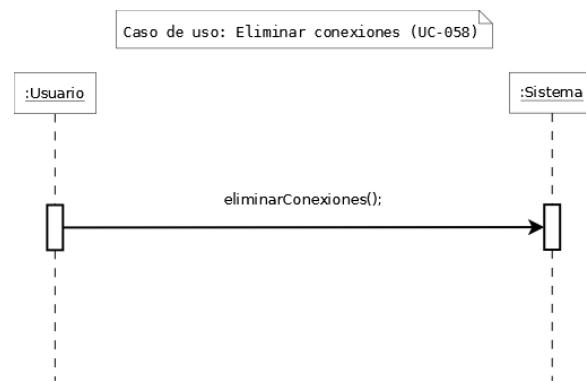 Caso de uso: Eliminar conexiones (UC-058)
:Usuario
:Sistema
eliminarConexiones();